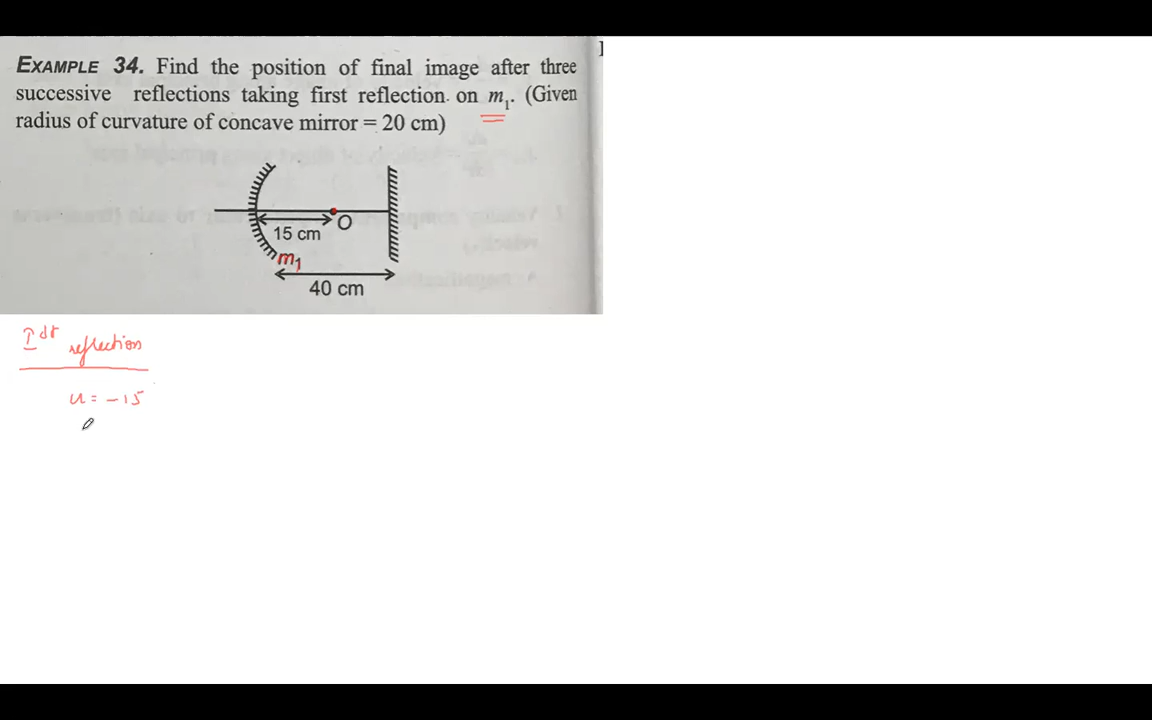 EXAMPLE 34. Find the position of final image after three
successive reflections taking first reflection on m₁. (Given
radius of curvature of concave mirror = 20 cm)
O
15 cm
m₁
40 cm
Ist reflection
u = -15